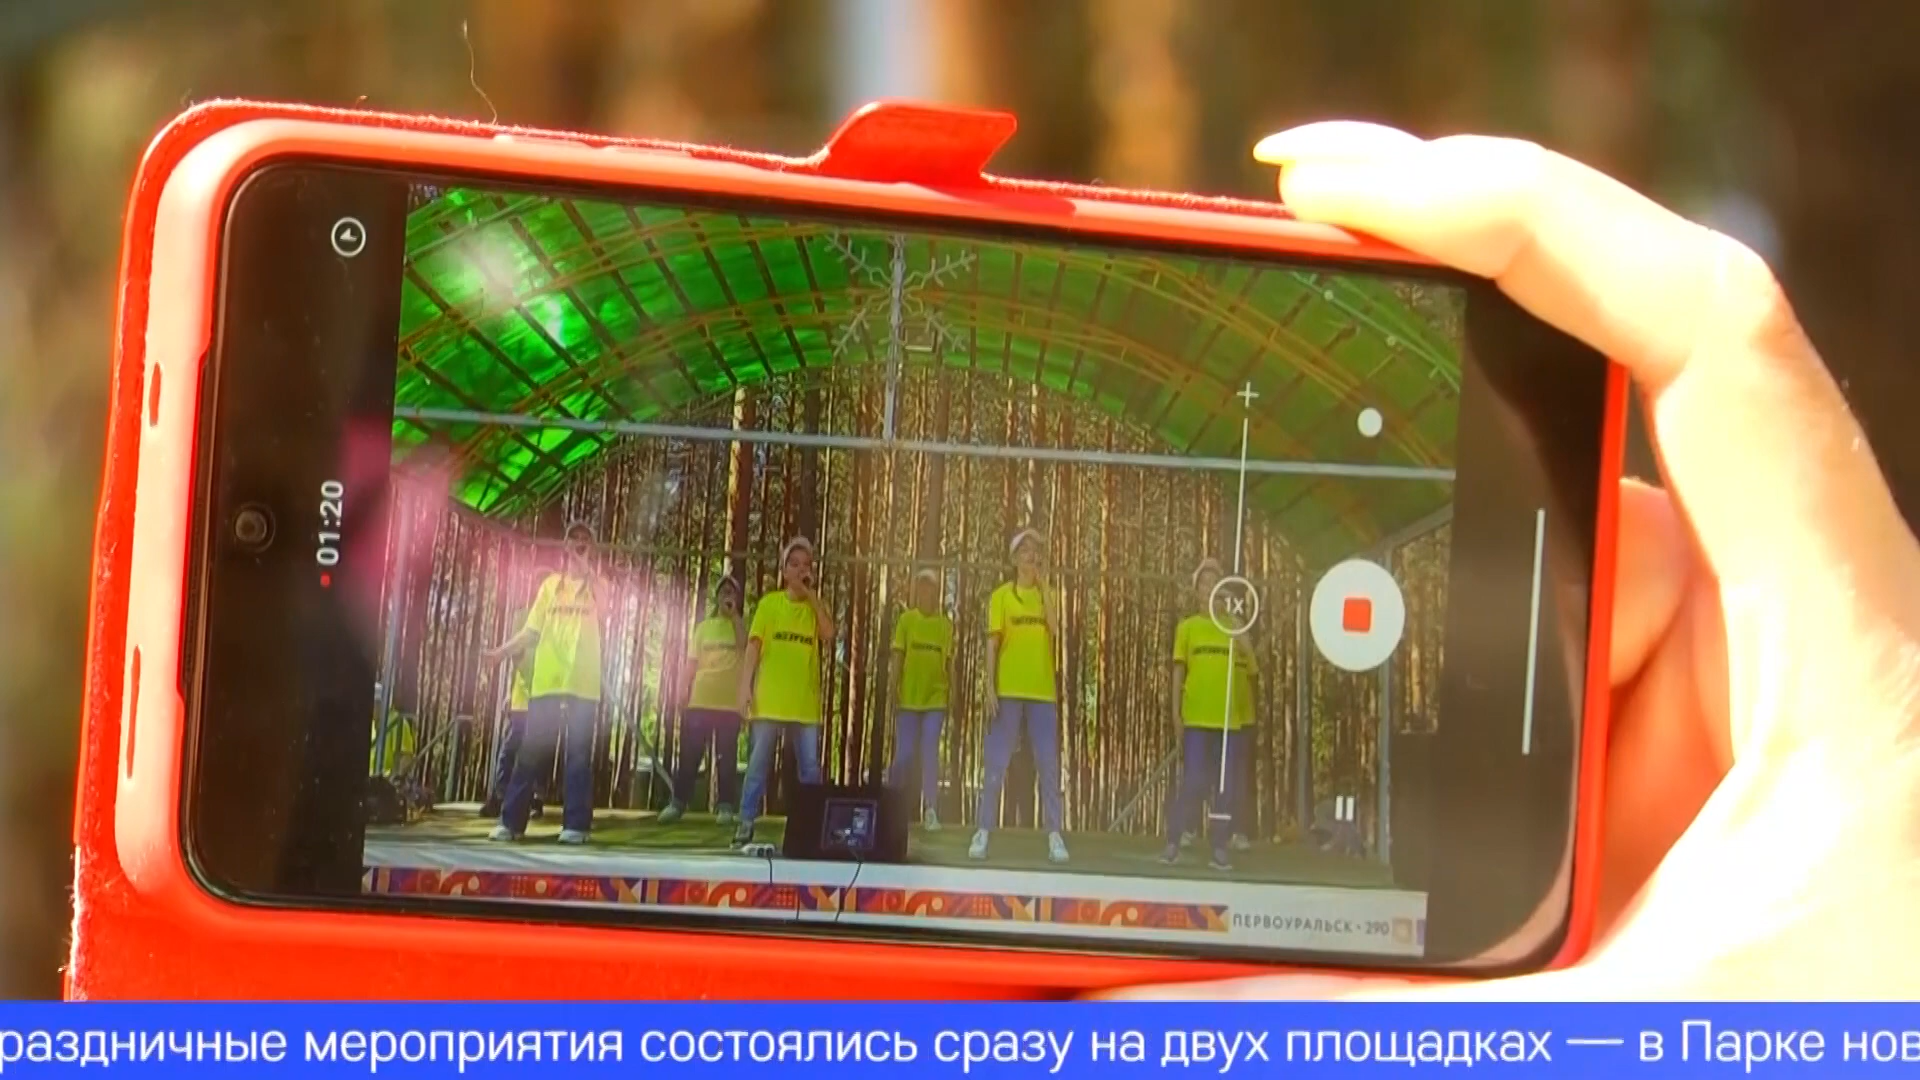 01:20
1X
ПЕРВОУРАЛЬСК • 290
раздничные мероприятия состоялись сразу на двух площадках — в Парке нов